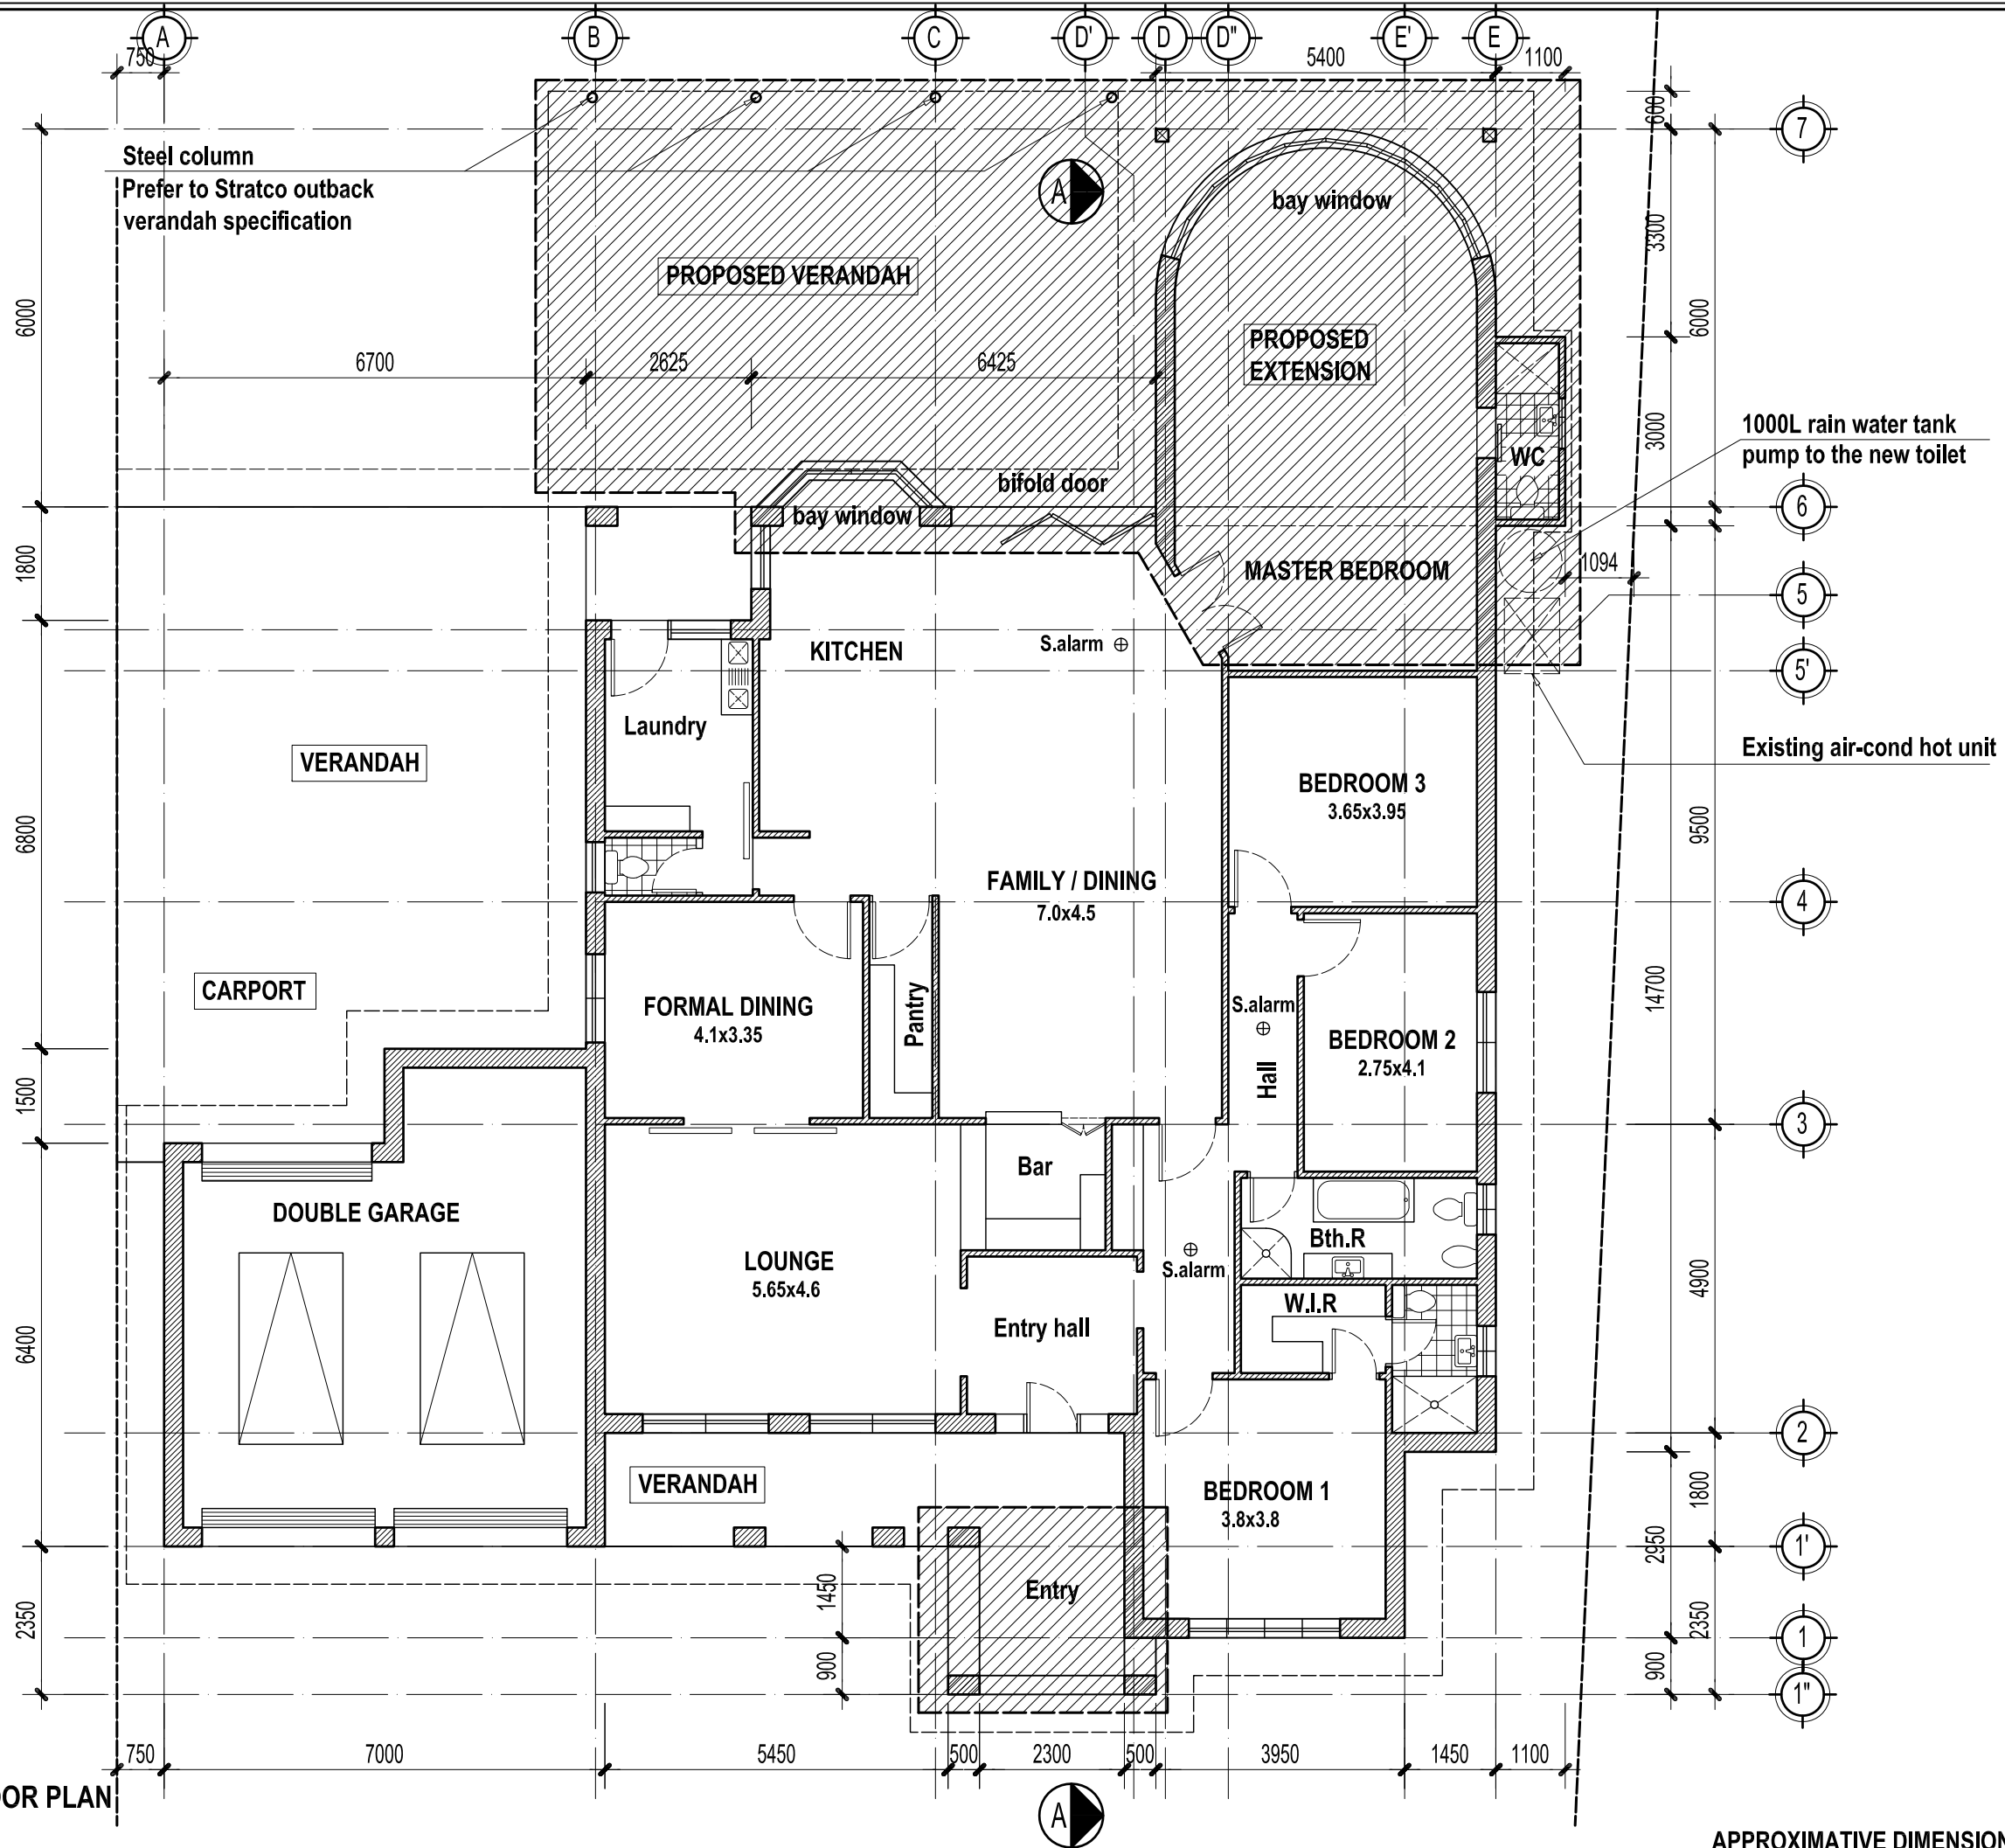 A B C D' D D" E' E
750 5400 1100
600
7
Steel column
Prefer to Stratco outback
verandah specification
A
bay window
3300
PROPOSED VERANDAH
6000
6000
PROPOSED
EXTENSION
6700 2625 6425
3000
1000L rain water tank
pump to the new toilet
WC
bifold door
bay window
6
1800
MASTER BEDROOM
1094
5
KITCHEN
S.alarm
5'
Laundry
Existing air-cond hot unit
VERANDAH
BEDROOM 3
3.65x3.95
6800
9500
FAMILY / DINING
7.0x4.5
4
CARPORT
FORMAL DINING
4.1x3.35
Pantry
S.alarm
14700
BEDROOM 2
2.75x4.1
Hall
1500
3
Bar
DOUBLE GARAGE
Bth.R
LOUNGE
5.65x4.6
S.alarm
4900
W.I.R
Entry hall
6400
2
VERANDAH
BEDROOM 1
3.8x3.8
1800
2950
1'
Entry
1450
2350
2350
1
900
900
1"
750 7000 5450 500 2300 500 3950 1450 1100
OOR PLAN
A
APPROXIMATIVE DIMENSION